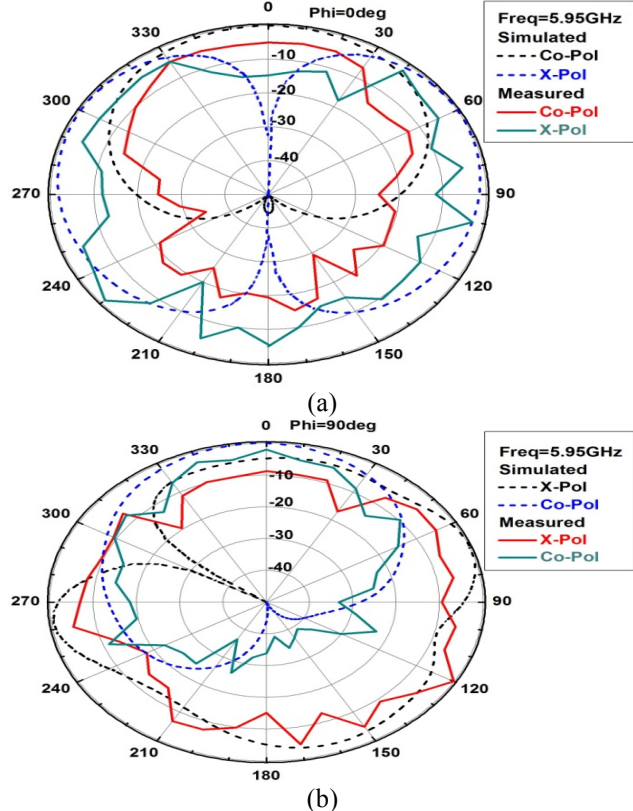 0
Phi=0deg
330
30
-10
300
60
-20
-30
-40
270
90
240
120
210
150
180
Freq=5.95GHz
Simulated
Co-Pol
X-Pol
Measured
Co-Pol
X-Pol
(a)
0
Phi=90deg
330
30
-10
300
60
-20
-30
-40
270
90
240
120
210
150
180
Freq=5.95GHz
Simulated
X-Pol
Co-Pol
Measured
X-Pol
Co-Pol
(b)